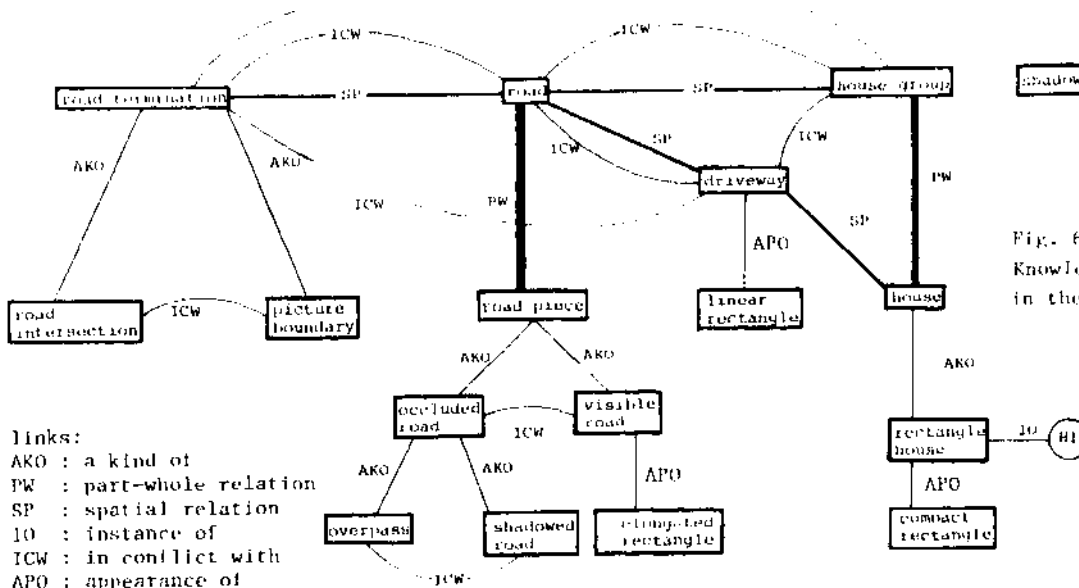 ICW
ICW
road termination
SP
road
SP
house group
shadow
AKO
AKO
ICW
SP
ICW
driveway
PW
ICW
PW
SP
APO
Fig. 6
Knowle
in the
road
intersection
ICW
picture
boundary
road piece
linear
rectangle
house
AKO
AKO
AKO
occluded
road
ICW
visible
road
rectangle
house
IO
H1
links:
AKO : a kind of
PW : part-whole relation
SP : spatial relation
IO : instance of
ICW : in conflict with
APO : appearance of
AKO
AKO
APO
APO
overpass
shadowed
road
elongated
rectangle
compact
rectangle
ICW